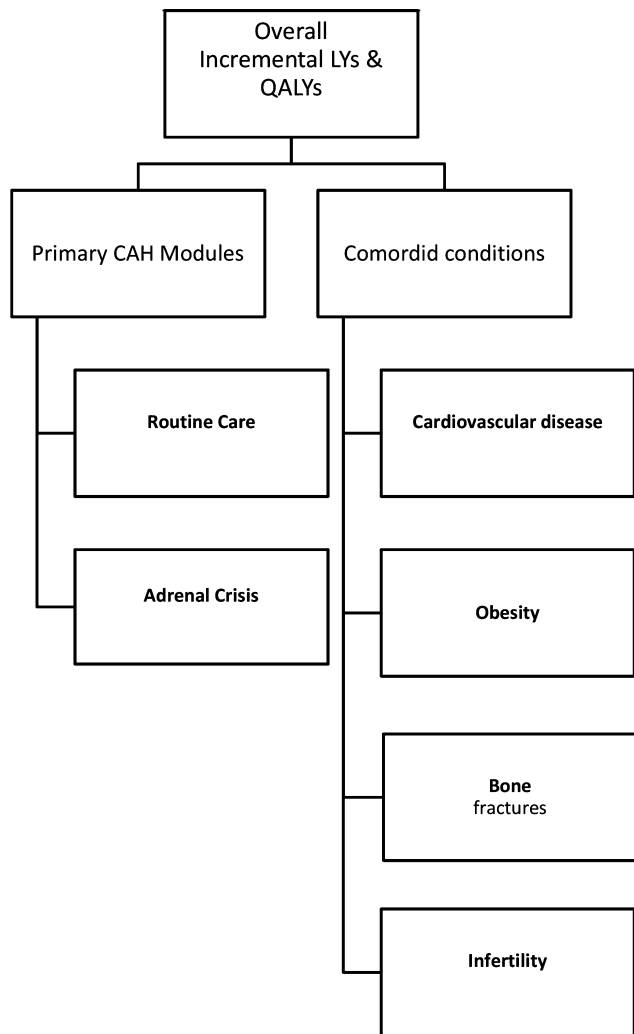 Overall
Incremental LYs &
QALYs
Primary CAH Modules
Comordid conditions
Routine Care
Cardiovascular disease
Adrenal Crisis
Obesity
Bone
fractures
Infertility